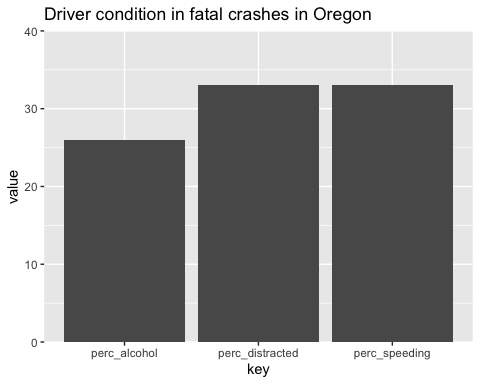 Driver condition in fatal crashes in Oregon
40
30
20
10
0
value
perc_alcohol perc_distracted perc_speeding
key